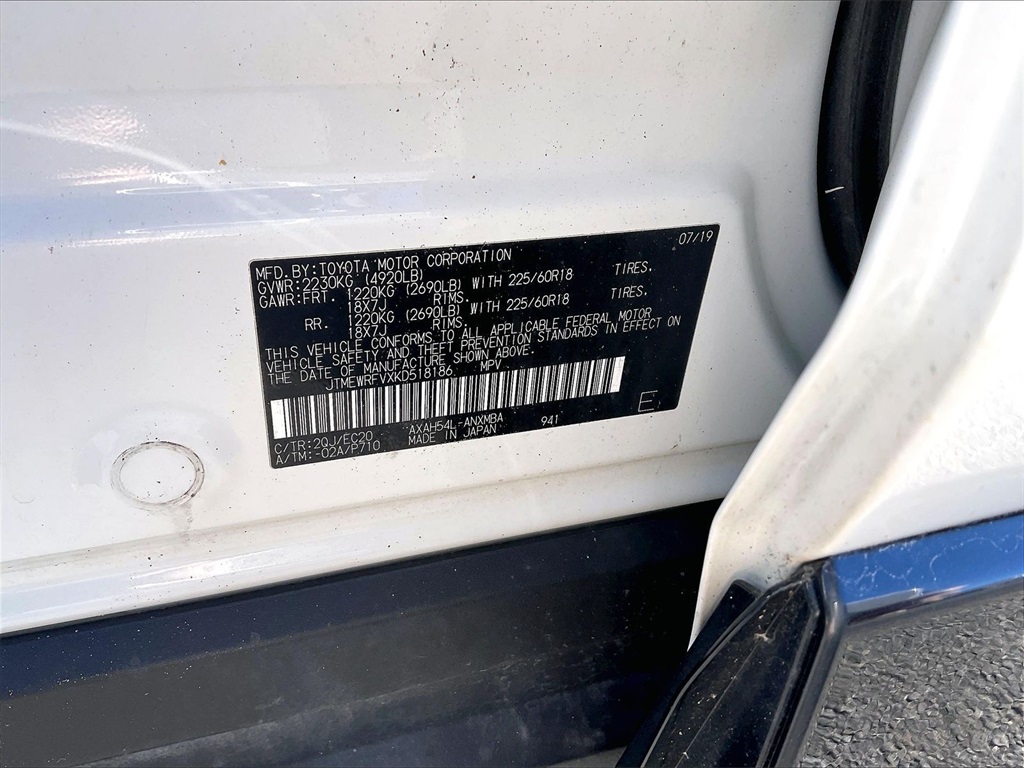 07/19
MFD.BY:TOYOTA MOTOR CORPORATION
GVWR:2230KG (4920LB)
GAWR:FRT. 1220KG (2690LB) WITH 225/60R18 TIRES,
18X7J RIMS.
RR. 1220KG (2690LB) WITH 225/60R18 TIRES,
18X7J RIMS.
THIS VEHICLE CONFORMS TO ALL APPLICABLE FEDERAL MOTOR
VEHICLE SAFETY AND THEFT PREVENTION STANDARDS IN EFFECT ON
THE DATE OF MANUFACTURE SHOWN ABOVE.
JTMEWRFVXKD518186 MPV
E
C/TR:2QJ/EC20 AXAH54L-ANXMBA 941
A/TM:-02A/P710 MADE IN JAPAN